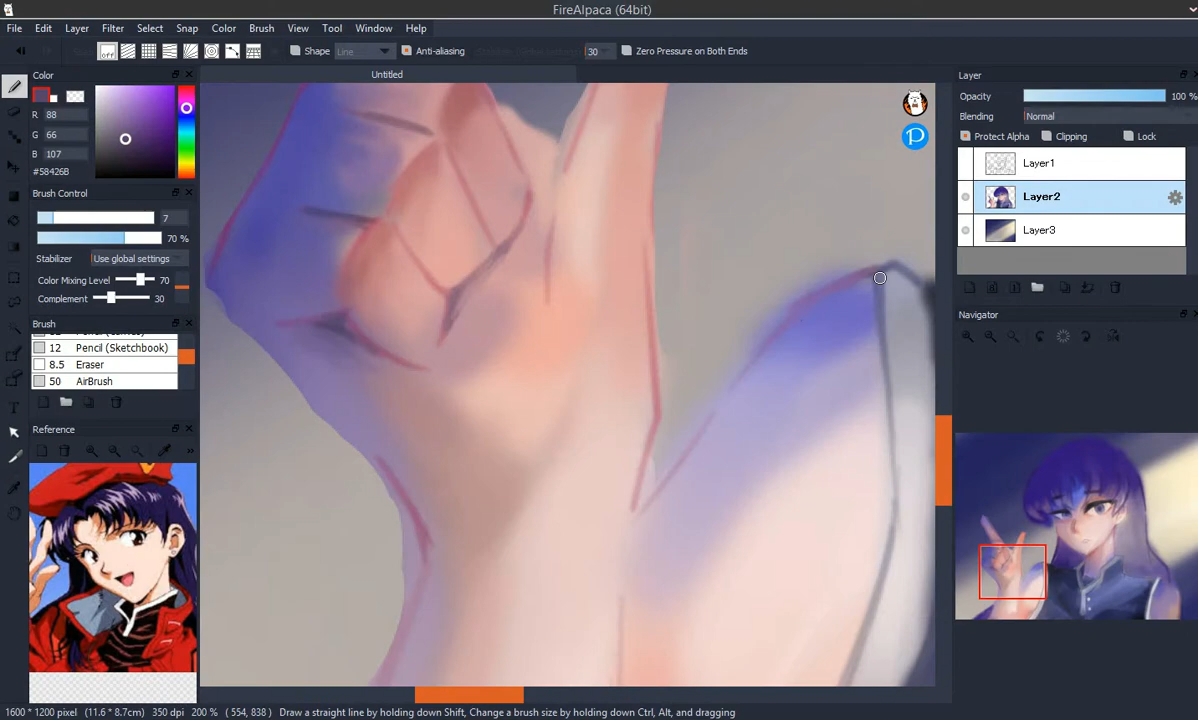 FireAlpaca (64bit)
File Edit Layer Filter Select Snap Color Brush View Tool Window Help
off Shape Line Anti-aliasing 30 Zero Pressure on Both Ends
Color
Untitled
Layer
R 88
G 66
B 107
#58426B
Opacity 100 %
Blending Normal
Protect Alpha Clipping Lock
Layer1
Layer2
Layer3
Brush Control
7
70 %
Stabilizer Use global settings
Color Mixing Level 70
Complement 30
Brush
12 Pencil (Sketchbook)
8.5 Eraser
50 AirBrush
Navigator
Reference
P
1600 * 1200 pixel (11.6 * 8.7cm) 350 dpi 200 % ( 554, 838 ) Draw a straight line by holding down Shift, Change a brush size by holding down Ctrl, Alt, and dragging